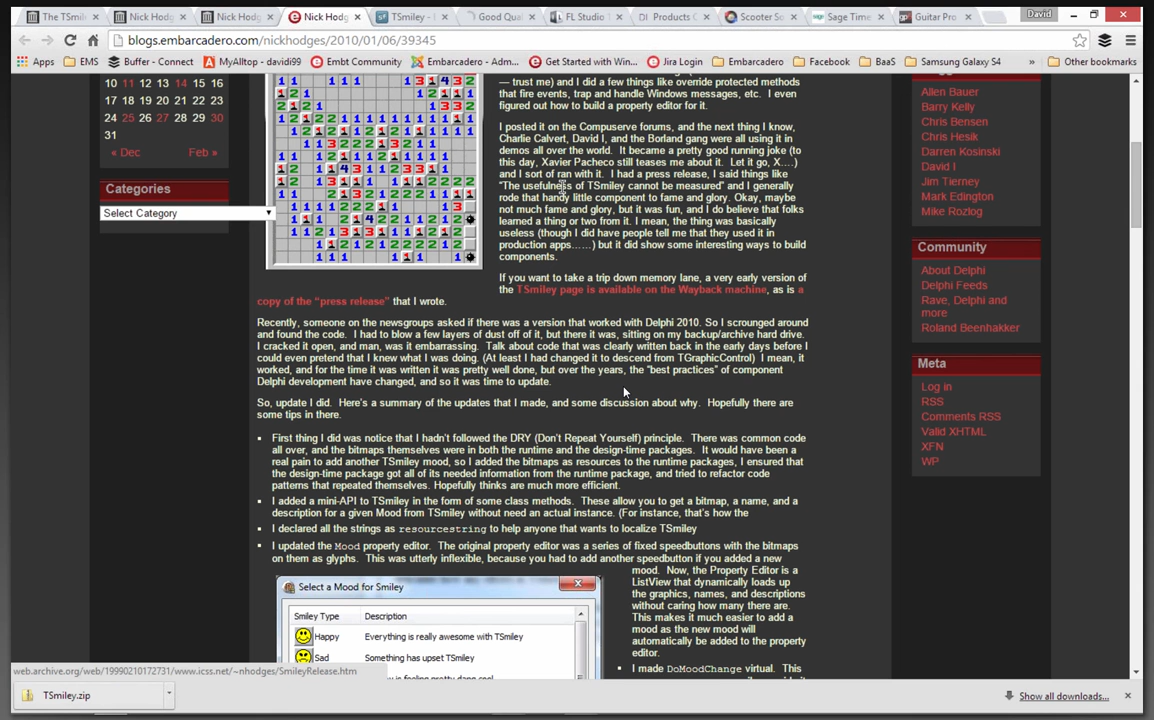 The TSm
Nick Hodg
Nick Hodg
Nick Hodg
TSmiley - I
Good Qual
FL Studio T
Products C
Scooter So
Sage Time
Guitar Pro
David
blogs.embarcadero.com/nickhodges/2010/01/06/39345
Apps
EMS
Buffer - Connect
MyAlltop - davidi99
Embt Community
Get Started with Win...
Jira Login
Embarcadero
Facebook
BaaS
Samsung Galaxy S4
»
Other bookmarks
Embarcadero - Am...
10 11 12 13 14 15 16
17 18 19 20 21 22 23
24 25 26 27 28 29 30
31
« Dec Feb »
Categories
Select Category
— trust me) and I did a few things like override protected methods
that fire events, trap and handle Windows messages, etc. I even
figured out how to build a property editor for it.
I posted it on the Compuserve forums, and the next thing I know,
Charlie Calvert, David I, and the Borland gang were all using it in
demos all over the world. It became a pretty good running joke (to
this day, Xavier Pacheco still teases me about it. Let it go, X....)
and I sort of ran with it. I had a press release, I said things like
“The usefulness of TSmiley cannot be measured” and I generally
rode that handy little component to fame and glory. Okay, maybe
not much fame and glory, but it was fun, and I do believe that folks
learned a thing or two from it. I mean, the thing was basically
useless (though I did have people tell me that they used it in
production apps……) but it did show some interesting ways to build
components.
If you want to take a trip down memory lane, a very early version of
the TSmiley page is available on the Wayback machine, as is a
copy of the “press release” that I wrote.
Recently, someone on the newsgroups asked if there was a version that worked with Delphi 2010. So I scrounged around
and found the code. I had to blow a few layers of dust off of it, but there it was, sitting on my backup/archive hard drive.
I cracked it open, and man, was it embarrassing. Talk about code that was clearly written back in the early days before I
could even pretend that I knew what I was doing. (At least I had changed it to descend from TGraphicControl) I mean, it
worked, and for the time it was written it was pretty well done, but over the years, the “best practices” of component
Delphi development have changed, and so it was time to update.
So, update I did. Here’s a summary of the updates that I made, and some discussion about why. Hopefully there are
some tips in there.
First thing I did was notice that I hadn’t followed the DRY (Don’t Repeat Yourself) principle. There was common code
all over, and the bitmaps themselves were in both the runtime and the design-time packages. It would have been a
real pain to add another TSmiley mood, so I added the bitmaps as resources to the runtime packages, I ensured that
the design-time package got all of its needed information from the runtime package, and tried to refactor code
patterns that repeated themselves. Hopefully thinks are much more efficient.
I added a mini-API to TSmiley in the form of some class methods. These allow you to get a bitmap, a name, and a
description for a given Mood from TSmiley without need an actual instance. (For instance, that’s how the
I declared all the strings as resourcestring to help anyone that wants to localize TSmiley
I updated the Mood property editor. The original property editor was a series of fixed speedbuttons with the bitmaps
on them as glyphs. This was utterly inflexible, because you had to add another speedbutton if you added a new
mood. Now, the Property Editor is a
ListView that dynamically loads up
the graphics, names, and descriptions
without caring how many there are.
This makes it much easier to add a
mood as the new mood will
automatically be added to the property
editor.
I made DoMoodChange virtual. This
Select a Mood for Smiley
Smiley Type Description
Happy Everything is really awesome with TSmiley
Sad Something has upset TSmiley
Allen Bauer
Barry Kelly
Chris Bensen
Chris Hesik
Darren Kosinski
David I
Jim Tierney
Mark Edington
Mike Rozlog
Community
About Delphi
Delphi Feeds
Rave, Delphi and
more
Roland Beenhakker
Meta
Log in
RSS
Comments RSS
Valid XHTML
XFN
WP
web.archive.org/web/19990210172731/www.icss.net/~nhodges/SmileyRelease.htm
TSmiley.zip
Show all downloads...